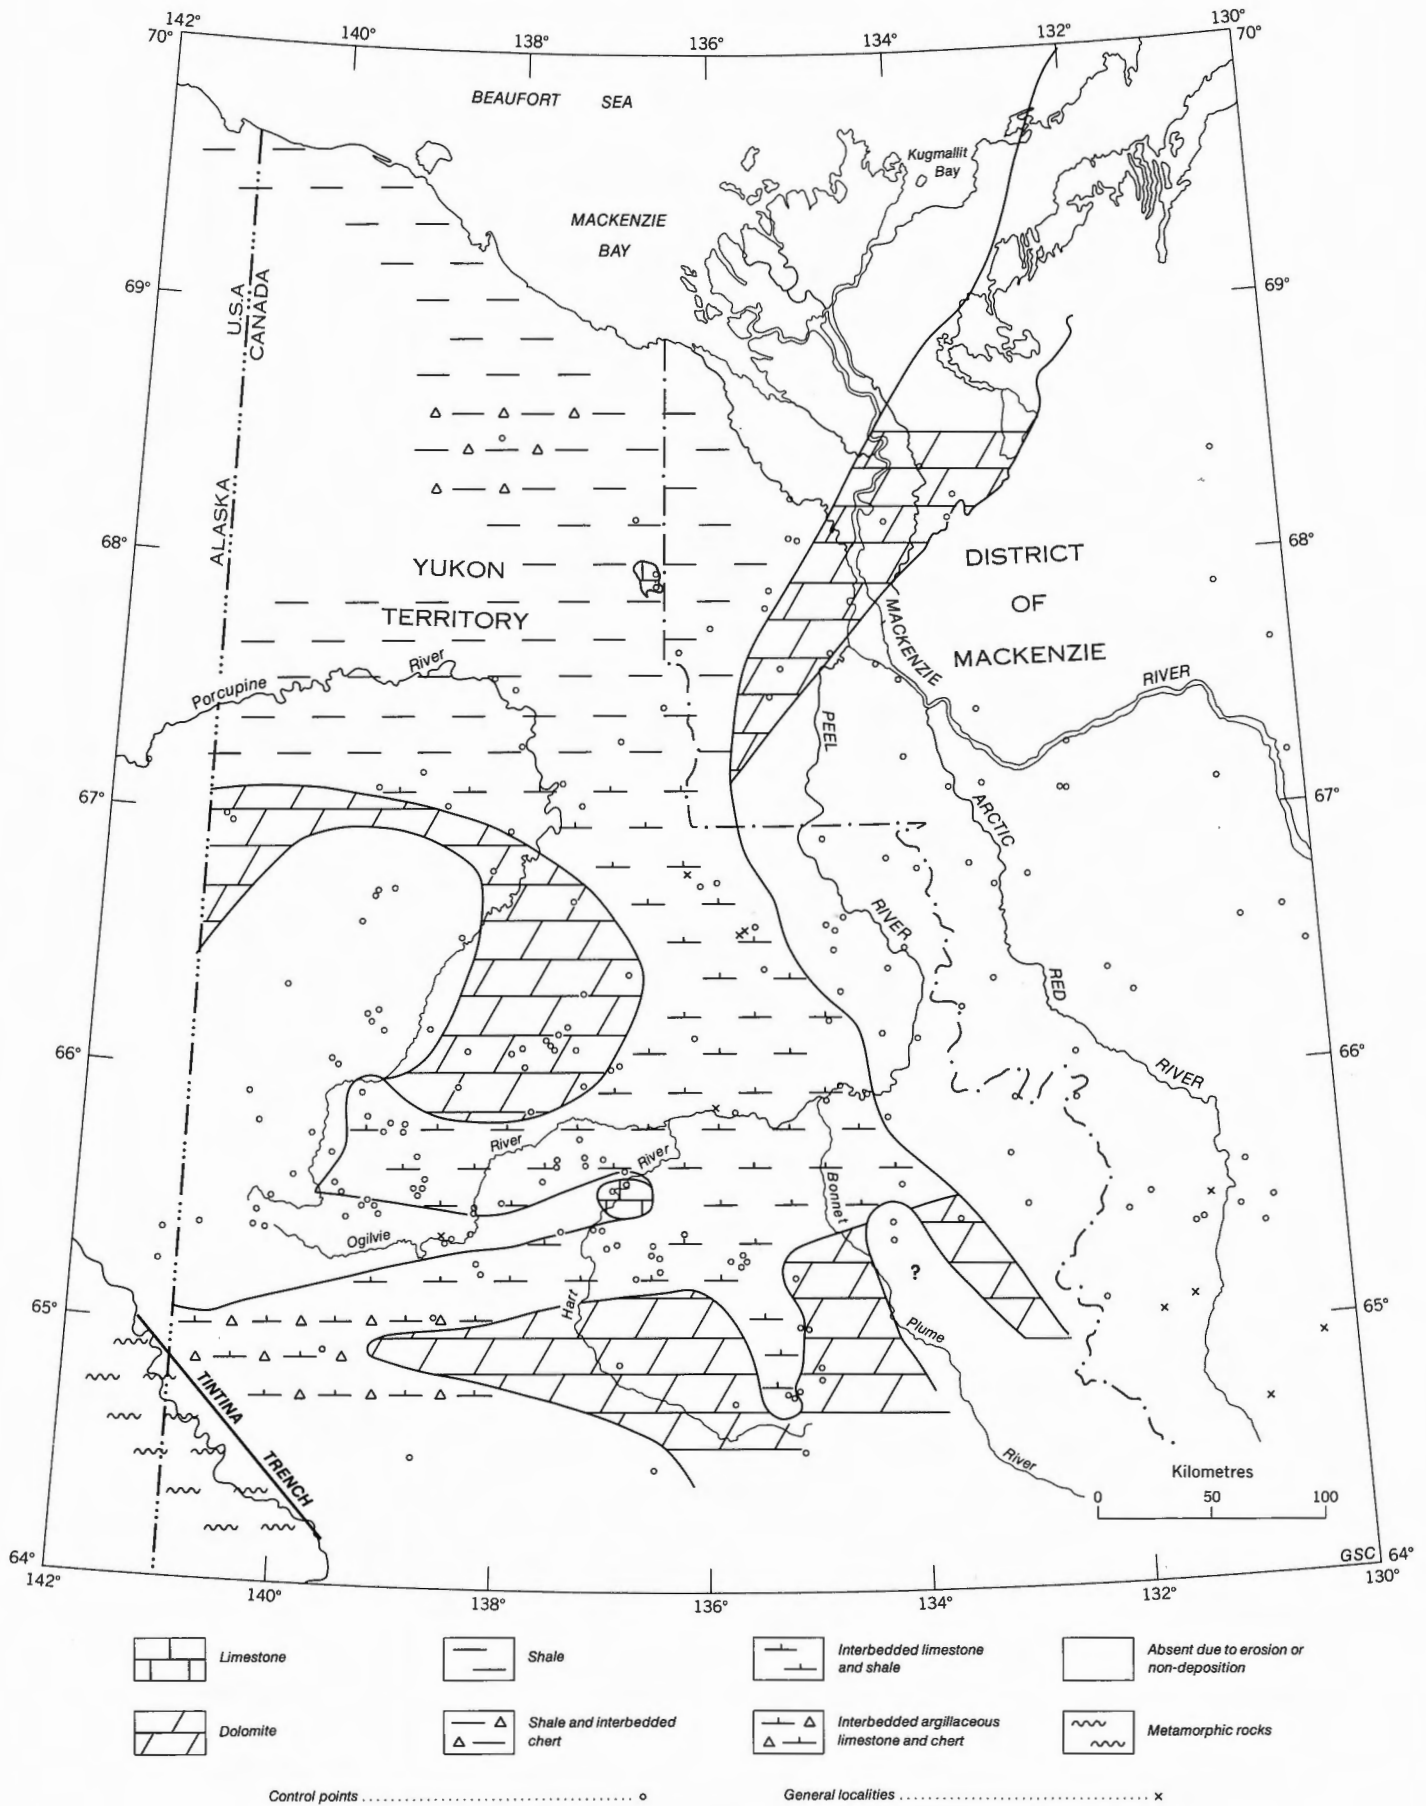 142°
140°
138°
136°
134°
132°
130°
70°
70°
BEAUFORT SEA
Kugmallit
Bay
MACKENZIE
BAY
69°
69°
U.S.A
CANADA
ALASKA
68°
68°
YUKON
TERRITORY
DISTRICT
OF
MACKENZIE
MACKENZIE
RIVER
Porcupine
River
PEEL
RIVER
67°
67°
ARCTIC
RED
RIVER
66°
66°
River
River
Bonnet
Ogilvie
Hart
?
65°
65°
Plume
River
TINTINA
TRENCH
Kilometres
0 50 100
GSC
64°
64°
142°
140°
138°
136°
134°
132°
130°
Limestone
Shale
Interbedded limestone
and shale
Absent due to erosion or
non-deposition
Dolomite
Shale and interbedded
chert
Interbedded argillaceous
limestone and chert
Metamorphic rocks
Control points . . . . . . . . . . . . . . . . . . . . . . . . . . . . . . o
General localities . . . . . . . . . . . . . . . . . . . . . . . . . . . . x